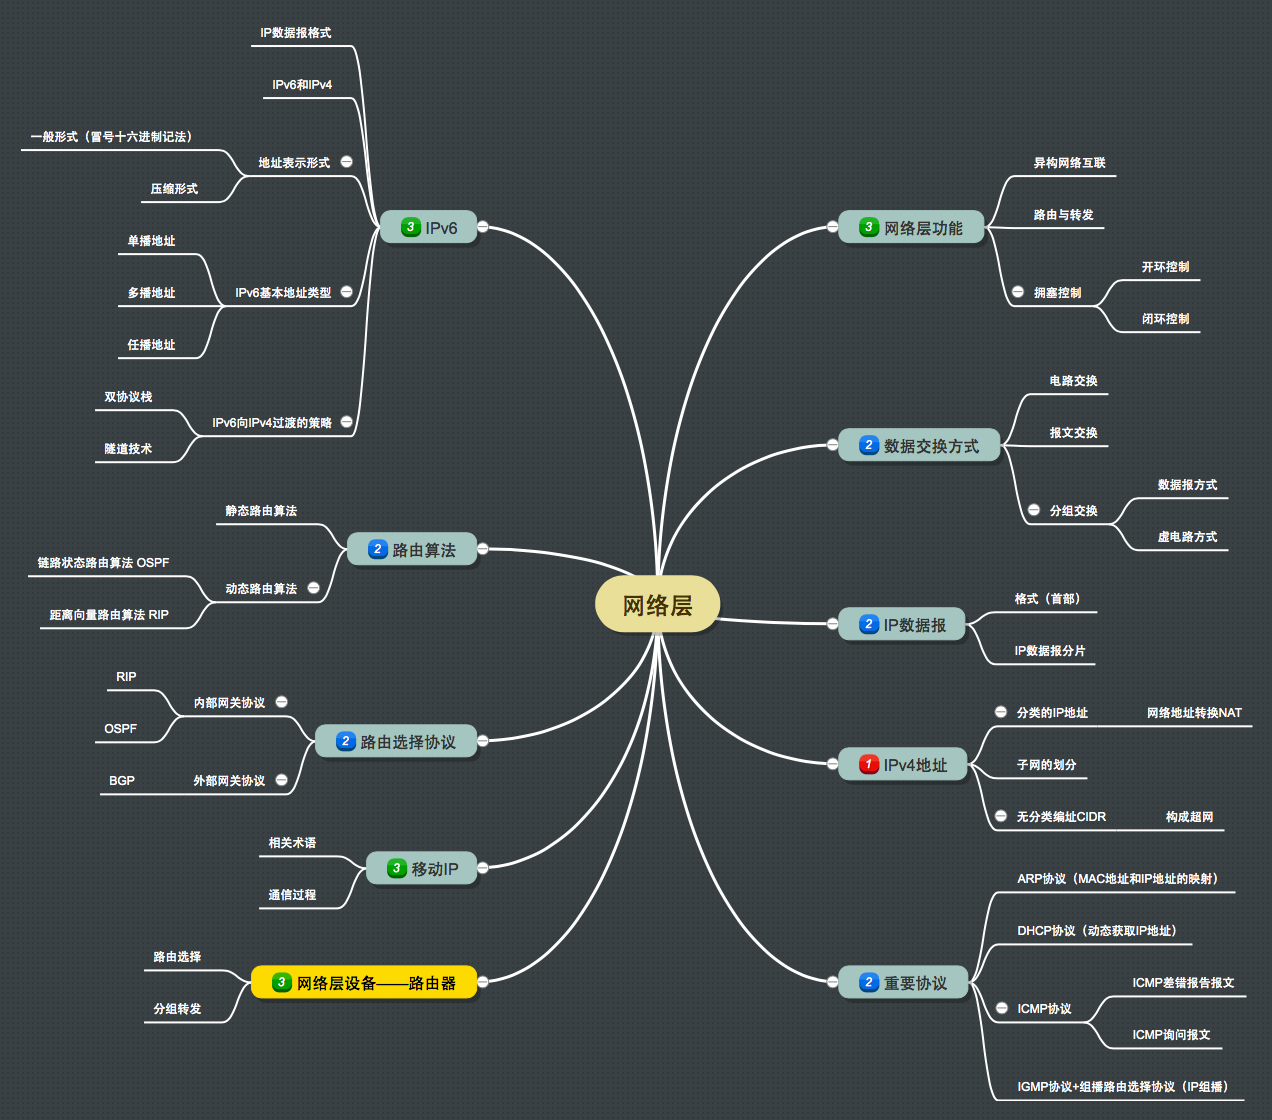 网络层
3 网络层功能
异构网络互联
路由与转发
拥塞控制
开环控制
闭环控制
2 数据交换方式
电路交换
报文交换
分组交换
数据报方式
虚电路方式
2 IP数据报
格式（首部）
IP数据报分片
1 IPv4地址
分类的IP地址
网络地址转换NAT
子网的划分
无分类编址CIDR
构成超网
2 重要协议
ARP协议（MAC地址和IP地址的映射）
DHCP协议（动态获取IP地址）
ICMP协议
ICMP差错报告报文
ICMP询问报文
IGMP协议+组播路由选择协议（IP组播）
3 IPv6
IP数据报格式
IPv6和IPv4
地址表示形式
一般形式（冒号十六进制记法）
压缩形式
IPv6基本地址类型
单播地址
多播地址
任播地址
IPv6向IPv4过渡的策略
双协议栈
隧道技术
2 路由算法
静态路由算法
动态路由算法
链路状态路由算法 OSPF
距离向量路由算法 RIP
2 路由选择协议
内部网关协议
RIP
OSPF
外部网关协议
BGP
3 移动IP
相关术语
通信过程
3 网络层设备——路由器
路由选择
分组转发